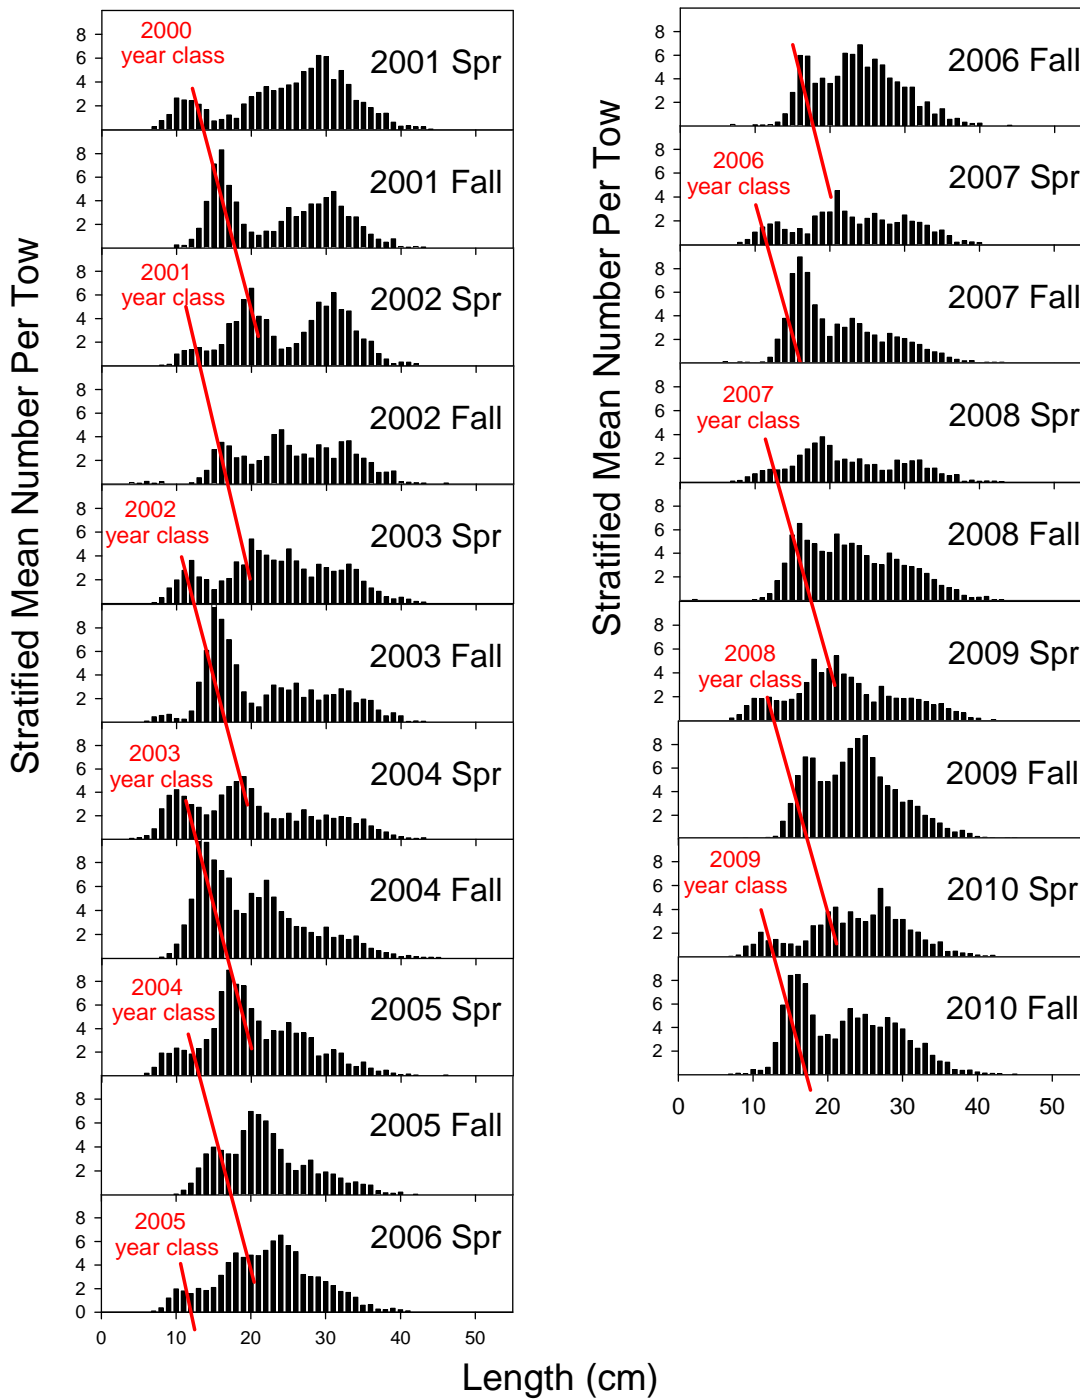 Stratified Mean Number Per Tow
8
6
4
2
2000
year class
2001 Spr
8
6
4
2
2001 Fall
8
6
4
2
2001
year class
2002 Spr
8
6
4
2
2002 Fall
8
6
4
2
2002
year class
2003 Spr
8
6
4
2
2003 Fall
8
6
4
2
2003
year class
2004 Spr
8
6
4
2
2004 Fall
8
6
4
2
2004
year class
2005 Spr
8
6
4
2
2005 Fall
8
6
4
2
0
2005
year class
2006 Spr
0 10 20 30 40 50
Stratified Mean Number Per Tow
8
6
4
2
2006 Fall
8
6
4
2
2006
year class
2007 Spr
8
6
4
2
2007 Fall
8
6
4
2
2007
year class
2008 Spr
8
6
4
2
2008 Fall
8
6
4
2
2008
year class
2009 Spr
8
6
4
2
2009 Fall
8
6
4
2
2009
year class
2010 Spr
8
6
4
2
2010 Fall
0 10 20 30 40 50
Length (cm)